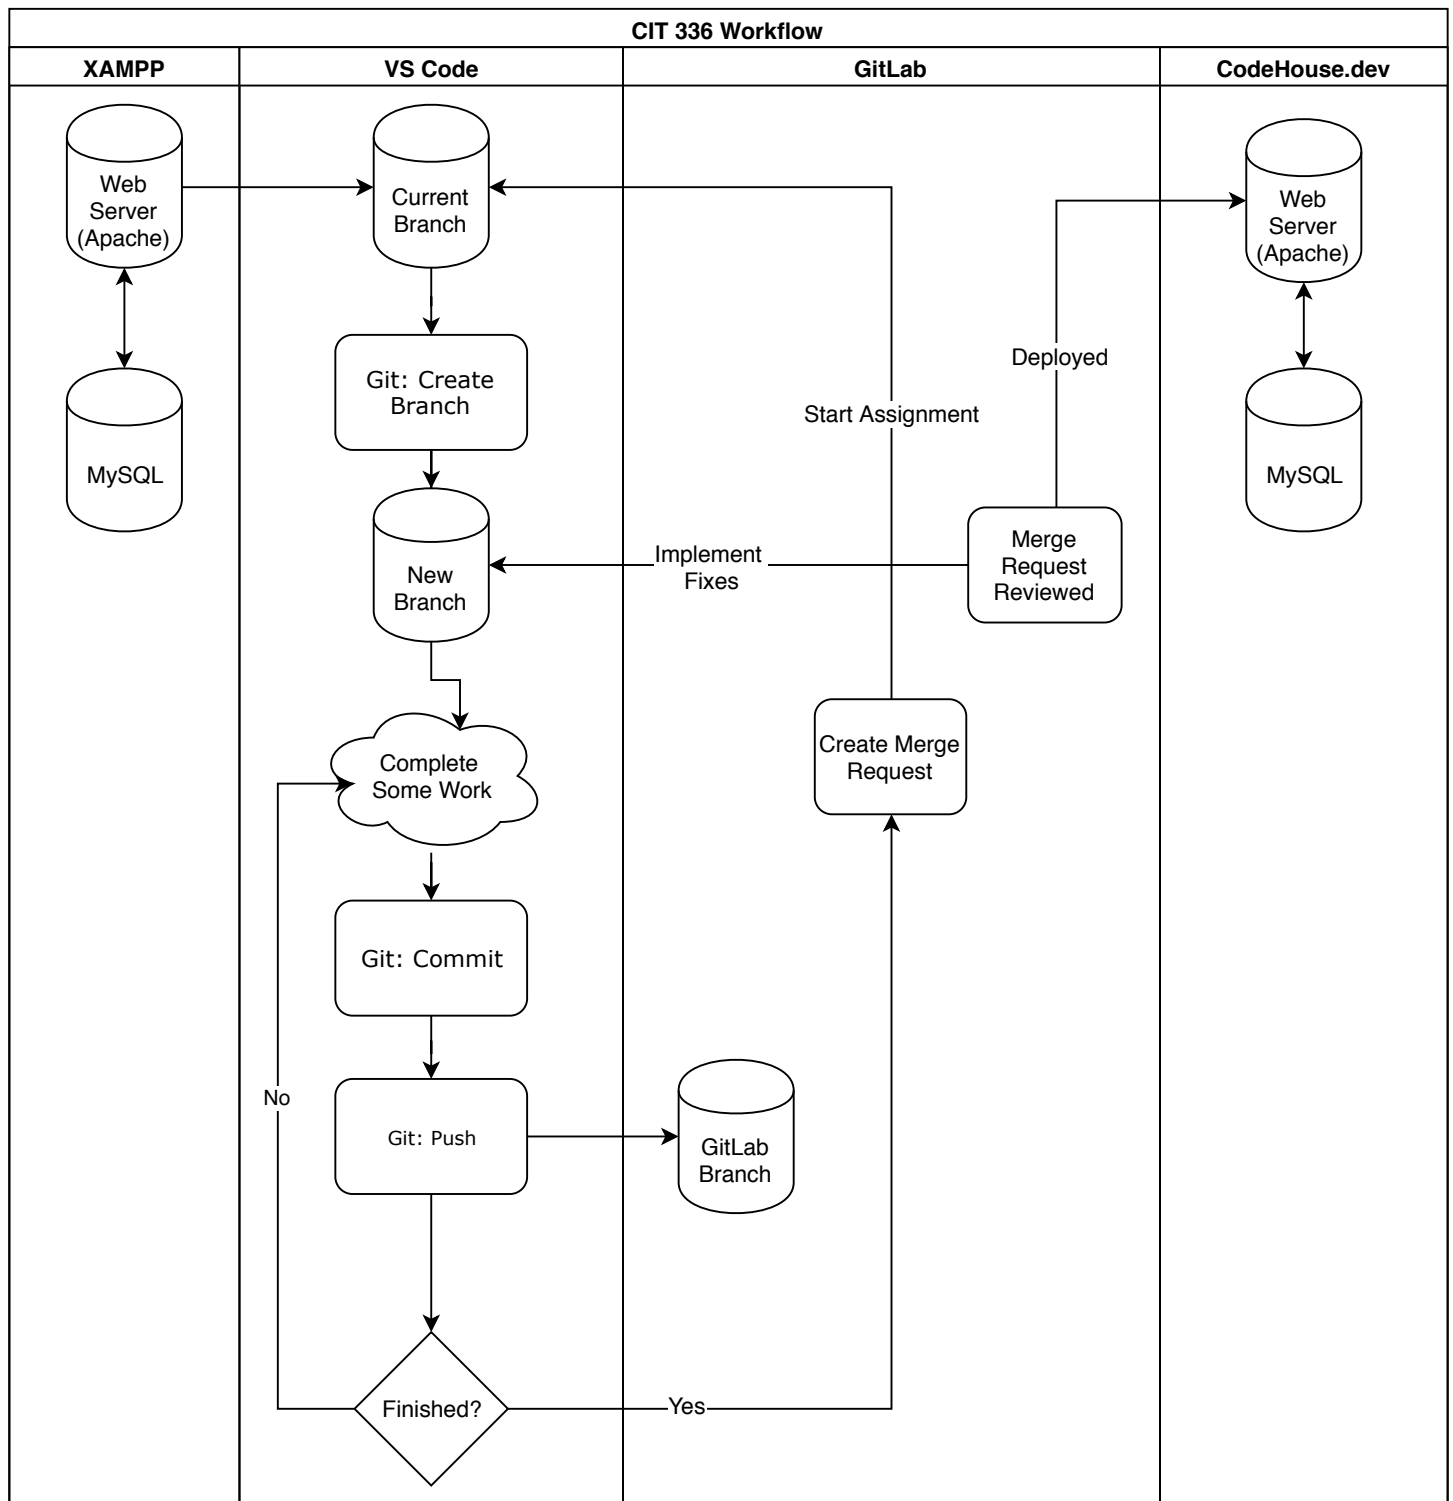 CIT 336 Workflow
XAMPP
VS Code
GitLab
CodeHouse.dev
Web
Server
(Apache)
Current
Branch
Web
Server
(Apache)
Deployed
Git: Create
Branch
Start Assignment
MySQL
MySQL
New
Branch
Implement
Fixes
Merge
Request
Reviewed
Complete
Some Work
Create Merge
Request
Git: Commit
No
Git: Push
GitLab
Branch
Finished?
Yes